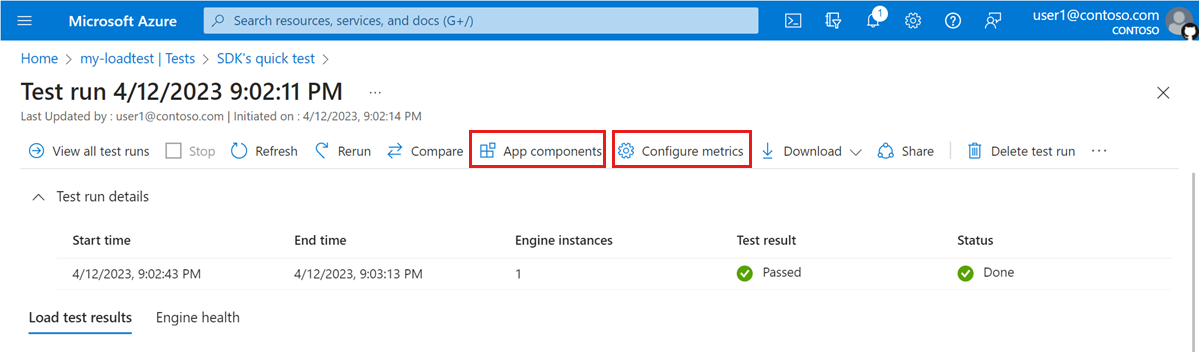 Microsoft Azure
Search resources, services, and docs (G+/)
1
user1@contoso.com
CONTOSO
Home > my-loadtest | Tests > SDK's quick test >
Test run 4/12/2023 9:02:11 PM ...
Last Updated by : user1@contoso.com | Initiated on : 4/12/2023, 9:02:14 PM
View all test runs Stop Refresh Rerun Compare App components Configure metrics Download Share Delete test run ...
Test run details
Start time End time Engine instances Test result Status
4/12/2023, 9:02:43 PM 4/12/2023, 9:03:13 PM 1 Passed Done
Load test results Engine health